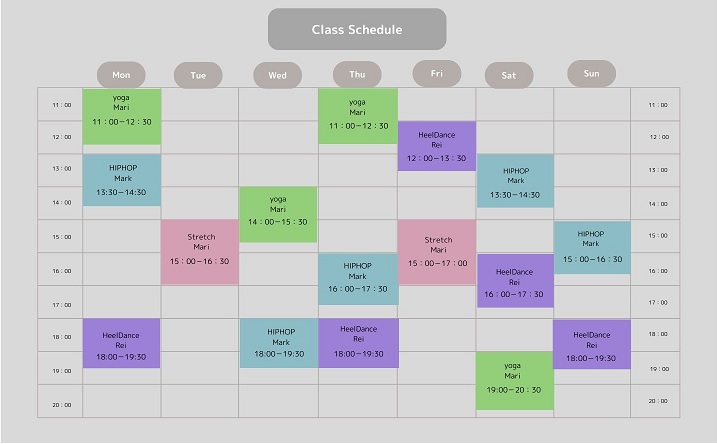 Class Schedule
Mon
Tue
Wed
Thu
Fri
Sat
Sun
11：00
12：00
13：00
14：00
15：00
16：00
17：00
18：00
19：00
20：00
yoga
Mari
11：00－12：30
HIPHOP
Mark
13:30－14:30
HeelDance
Rei
18:00－19:30
Stretch
Mari
15：00－16：30
yoga
Mari
14：00－15：30
HIPHOP
Mark
18:00－19:30
yoga
Mari
11：00－12：30
HIPHOP
Mark
16：00－17：30
HeelDance
Rei
18:00－19:30
HeelDance
Rei
12：00－13：30
Stretch
Mari
15：00－17：00
HIPHOP
Mark
13:30－14:30
HeelDance
Rei
16：00－17：30
yoga
Mari
19:00－20：30
HIPHOP
Mark
15：00－16：30
HeelDance
Rei
18：00－19:30
11：00
12：00
13：00
14：00
15：00
16：00
17：00
18：00
19：00
20：00